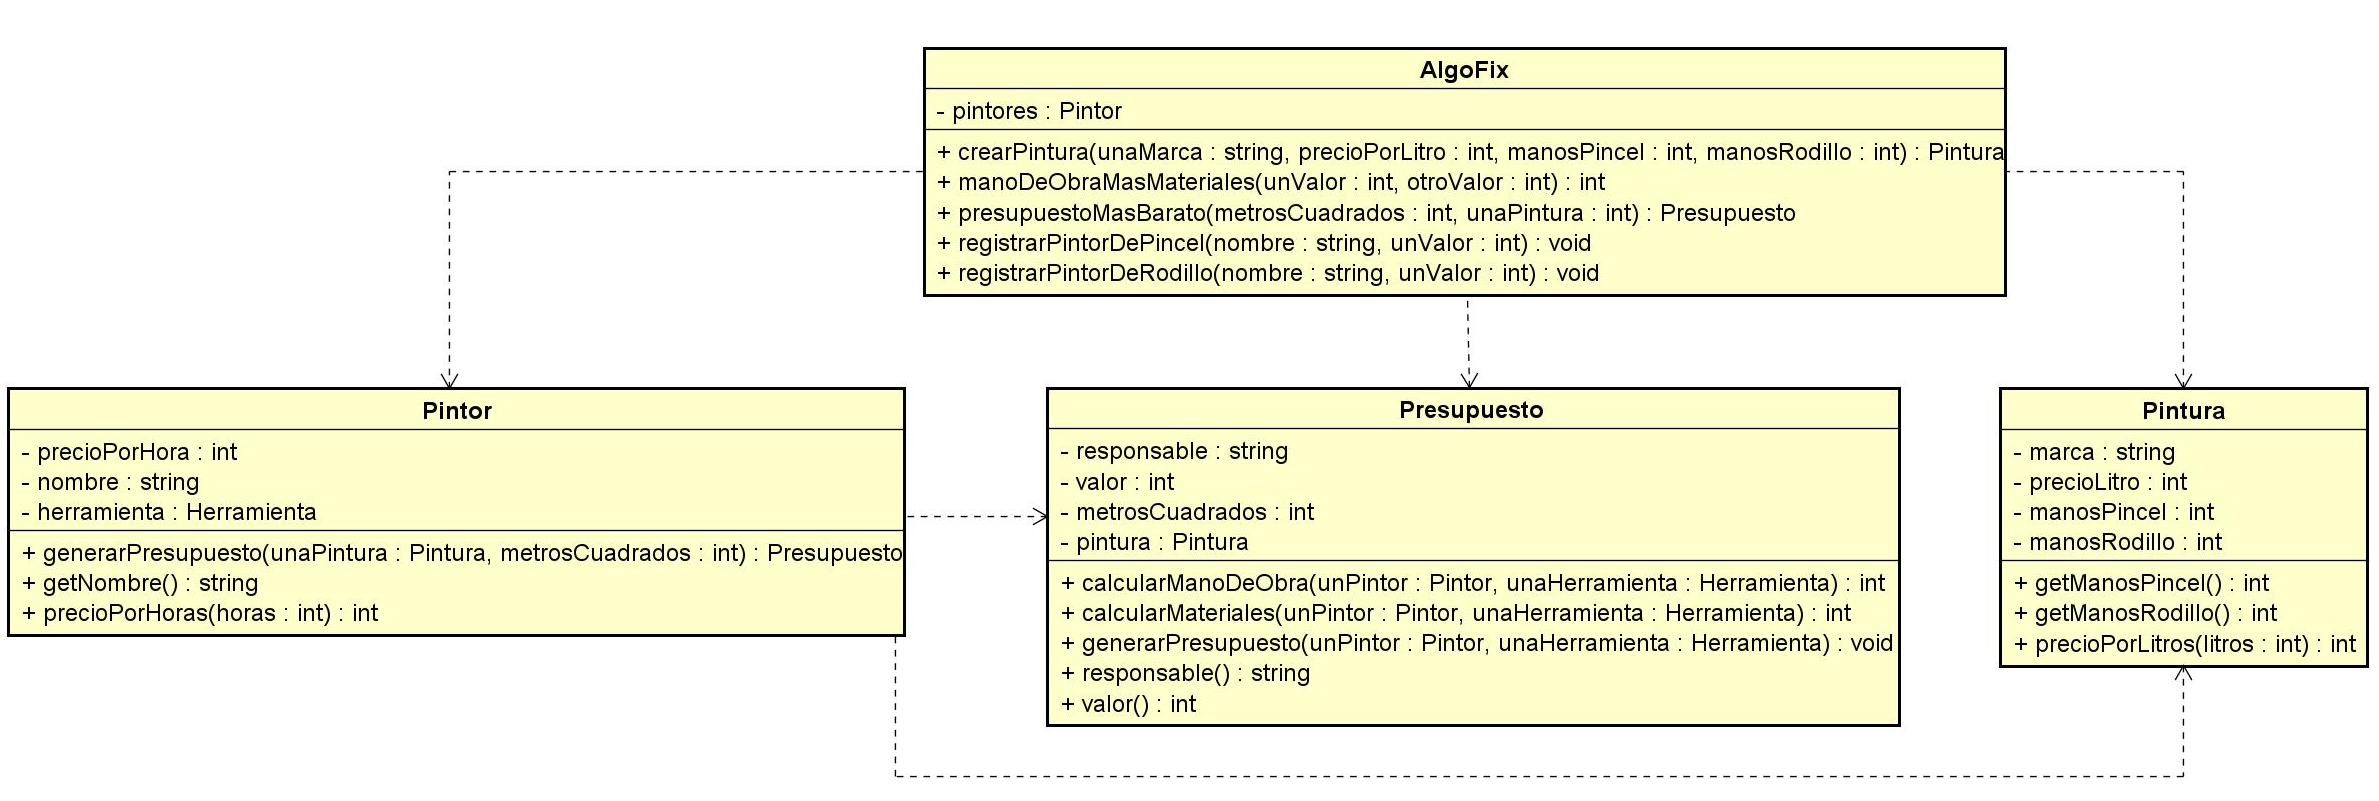 AlgoFix
- pintores : Pintor
+ crearPintura(unaMarca : string, precioPorLitro : int, manosPincel : int, manosRodillo : int) : Pintura
+ manoDeObraMasMateriales(unValor : int, otroValor : int) : int
+ presupuestoMasBarato(metrosCuadrados : int, unaPintura : int) : Presupuesto
+ registrarPintorDePincel(nombre : string, unValor : int) : void
+ registrarPintorDeRodillo(nombre : string, unValor : int) : void
Pintor
- precioPorHora : int
- nombre : string
- herramienta : Herramienta
+ generarPresupuesto(unaPintura : Pintura, metrosCuadrados : int) : Presupuesto
+ getNombre() : string
+ precioPorHoras(horas : int) : int
Presupuesto
- responsable : string
- valor : int
- metrosCuadrados : int
- pintura : Pintura
+ calcularManoDeObra(unPintor : Pintor, unaHerramienta : Herramienta) : int
+ calcularMateriales(unPintor : Pintor, unaHerramienta : Herramienta) : int
+ generarPresupuesto(unPintor : Pintor, unaHerramienta : Herramienta) : void
+ responsable() : string
+ valor() : int
Pintura
- marca : string
- precioLitro : int
- manosPincel : int
- manosRodillo : int
+ getManosPincel() : int
+ getManosRodillo() : int
+ precioPorLitros(litros : int) : int